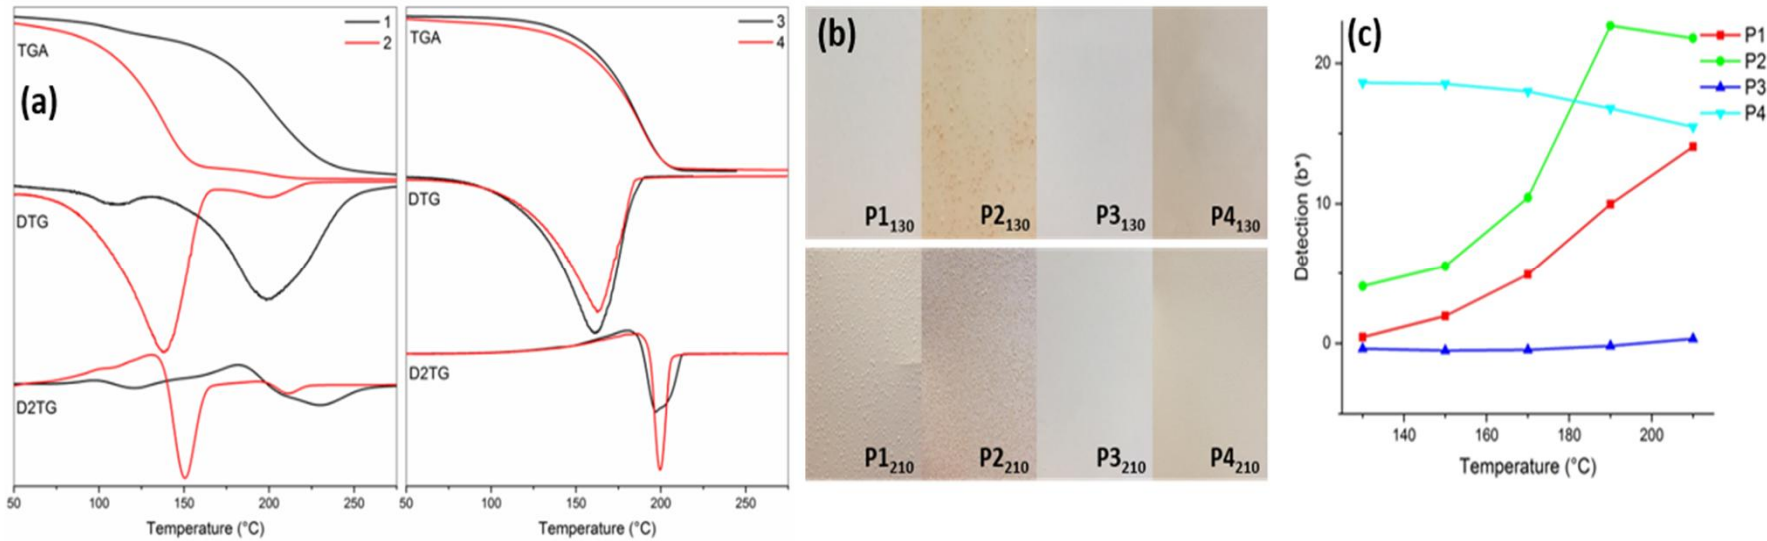 (a)
1
2
TGA
DTG
D2TG
50
100
150
200
250
Temperature (°C)
3
4
TGA
DTG
D2TG
50
100
150
200
250
Temperature (°C)
(b)
P1₁₃₀
P2₁₃₀
P3₁₃₀
P4₁₃₀
P1₂₁₀
P2₂₁₀
P3₂₁₀
P4₂₁₀
(c)
P1
P2
P3
P4
20
10
0
Detection (b*)
140
160
180
200
Temperature (°C)